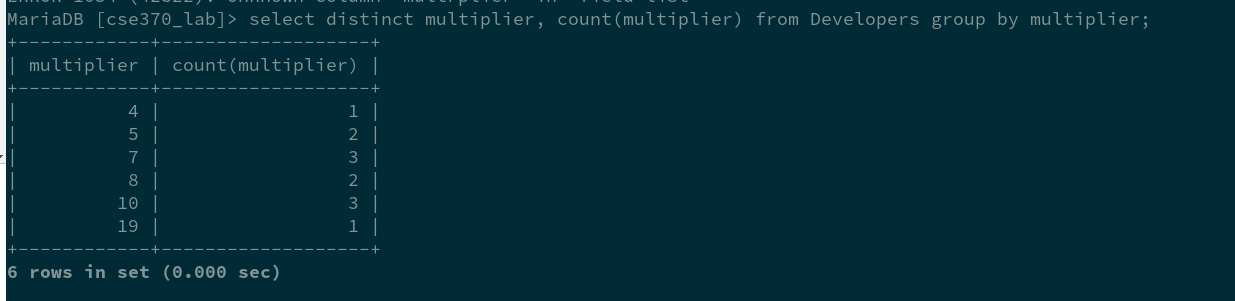 MariaDB [cse370_lab]> select distinct multiplier, count(multiplier) from Developers group by multiplier;
+------------+-------------------+
| multiplier | count(multiplier) |
+------------+-------------------+
|          4 |                 1 |
|          5 |                 2 |
|          7 |                 3 |
|          8 |                 2 |
|         10 |                 3 |
|         19 |                 1 |
+------------+-------------------+
6 rows in set (0.000 sec)